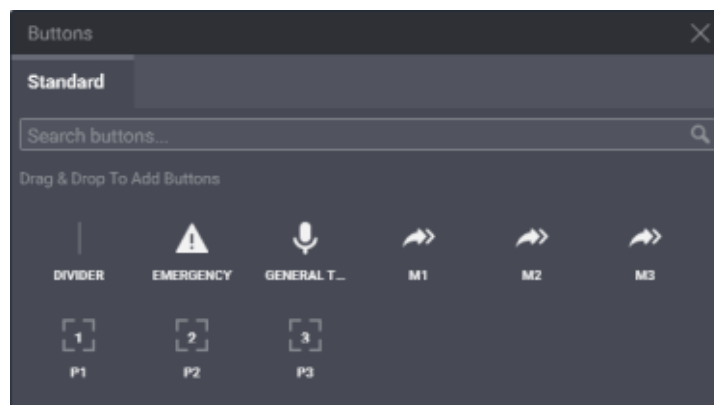 Buttons
Standard
Search buttons...
Drag & Drop To Add Buttons
DIVIDER EMERGENCY GENERAL T... M1 M2 M3
1 2 3
P1 P2 P3